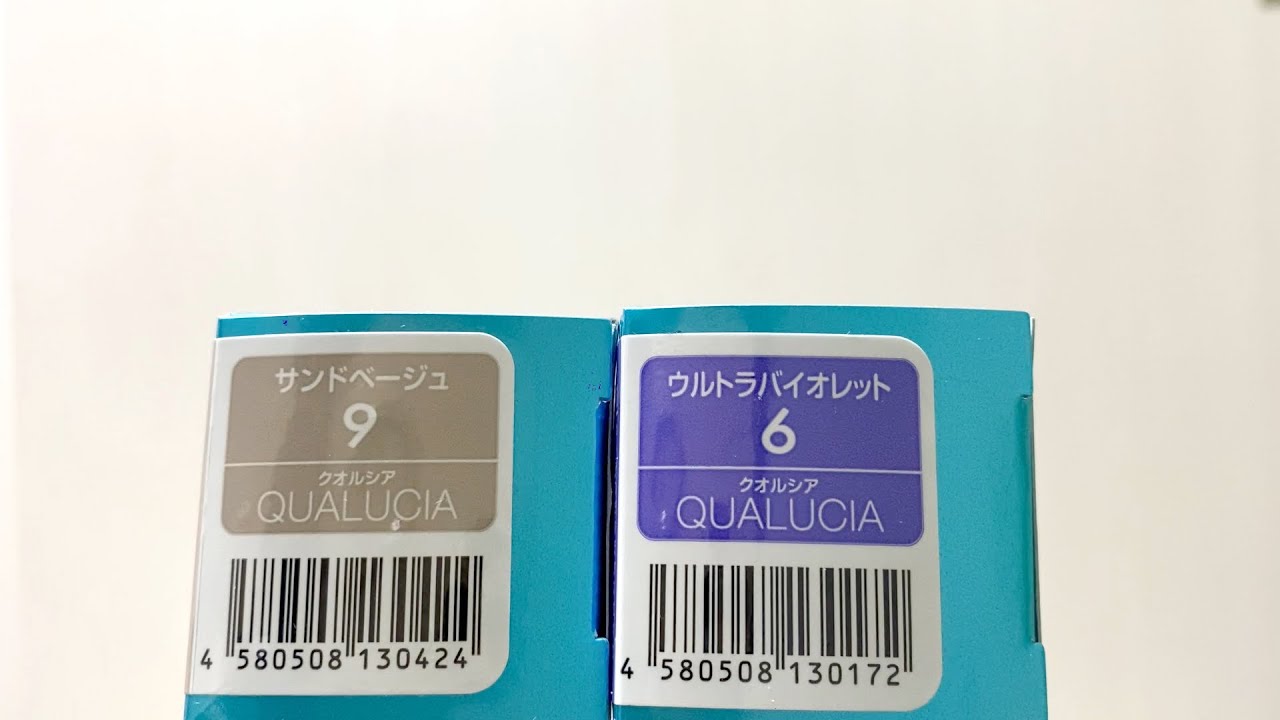 サンドベージュ
9
クオルシア
QUALUCIA
4 580508 130424
ウルトラバイオレット
6
クオルシア
QUALUCIA
4 580508 130172